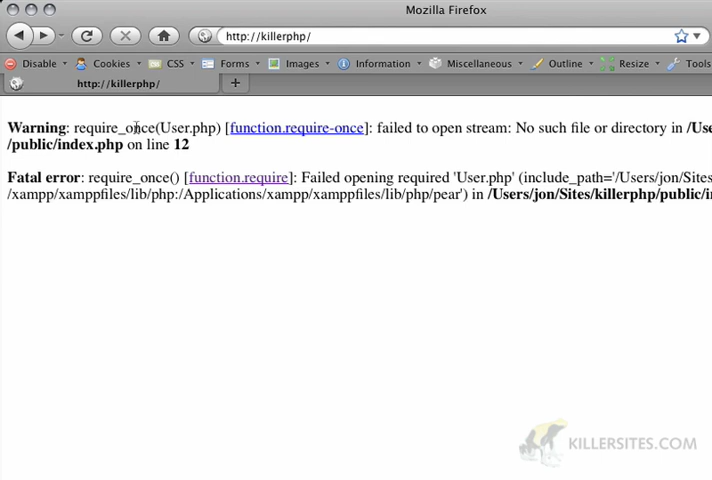 Mozilla Firefox
http://killerphp/
Disable Cookies CSS Forms Images Information Miscellaneous Outline Resize Tools
http://killerphp/
Warning: require_once(User.php) [function.require-once]: failed to open stream: No such file or directory in /Use
/public/index.php on line 12
Fatal error: require_once() [function.require]: Failed opening required 'User.php' (include_path='/Users/jon/Sites
/xampp/xamppfiles/lib/php:/Applications/xampp/xamppfiles/lib/php/pear') in /Users/jon/Sites/killerphp/public/in
KILLERSITES.COM